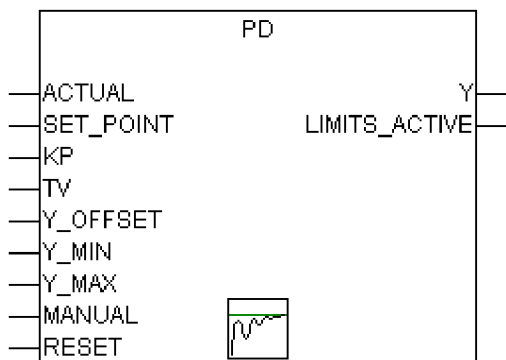 PD
ACTUAL Y
SET_POINT LIMITS_ACTIVE
KP
TV
Y_OFFSET
Y_MIN
Y_MAX
MANUAL
RESET